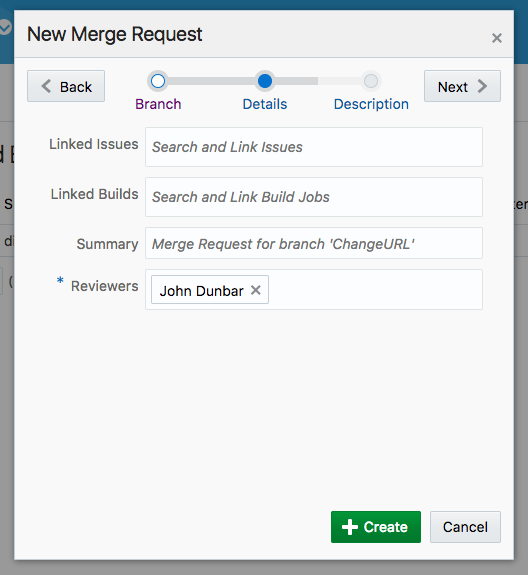 New Merge Request
Back
Next
Branch
Details
Description
Linked Issues
Search and Link Issues
Linked Builds
Search and Link Build Jobs
Summary
Merge Request for branch 'ChangeURL'
* Reviewers
John Dunbar
Create
Cancel